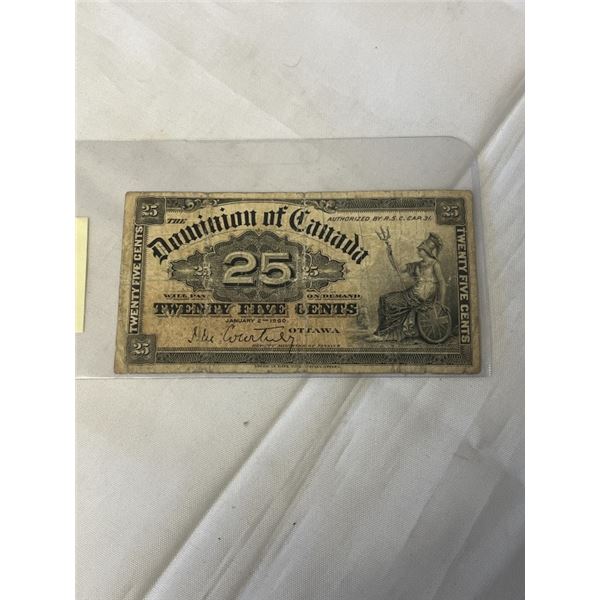 25 25
THE AUTHORIZED BY R.S.C. CAP. 31.
Dominion of Canada
TWENTY FIVE CENTS
25 25 25
TWENTY FIVE CENTS
WILL PAY ON DEMAND
TWENTY FIVE CENTS
JANUARY 2ND 1900. OTTAWA
Courtney
25